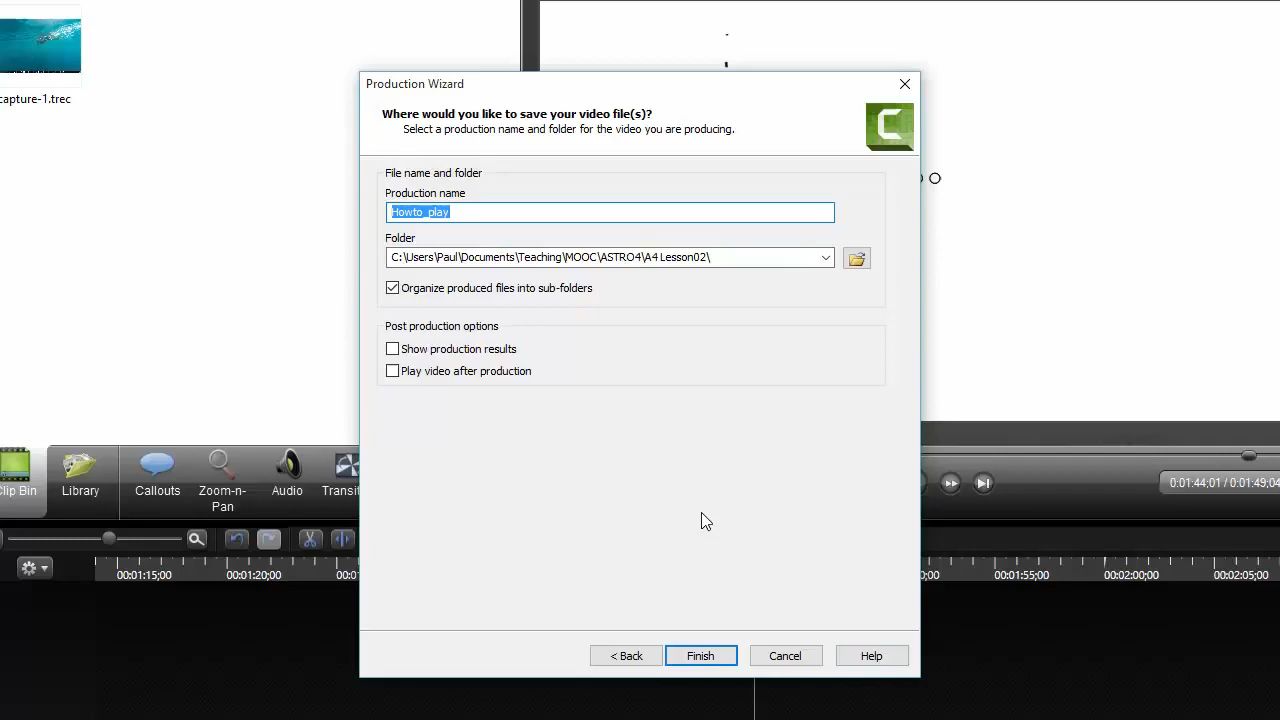 capture-1.trec
Production Wizard
Where would you like to save your video file(s)?
Select a production name and folder for the video you are producing.
File name and folder
Production name
Howto_play
Folder
C:\Users\Paul\Documents\Teaching\MOOC\ASTRO4\A4Lesson02\
Organize produced files into sub-folders
Post production options
Show production results
Play video after production
Clip Bin
Library
Callouts
Zoom-n-
Pan
Audio
Transiti
0:01:44;01 / 0:01:49;04
00:01:15;00
00:01:20;00
00:01:55;00
00:02:00;00
00:02:05;00
< Back
Finish
Cancel
Help